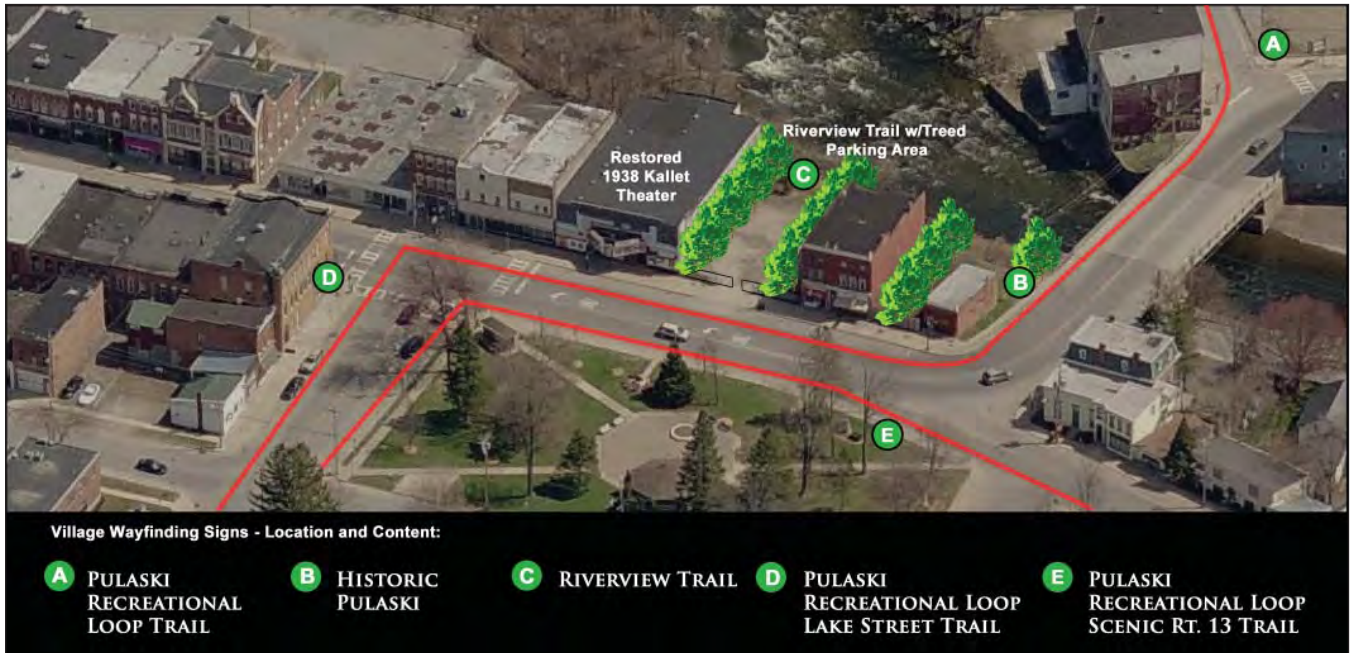 A
Riverview Trail w/Treed
Parking Area
Restored
1938 Kallet
Theater
C
D
B
E
Village Wayfinding Signs - Location and Content:
A PULASKI
RECREATIONAL
LOOP TRAIL
B HISTORIC
PULASKI
C RIVERVIEW TRAIL
D PULASKI
RECREATIONAL LOOP
LAKE STREET TRAIL
E PULASKI
RECREATIONAL LOOP
SCENIC RT. 13 TRAIL